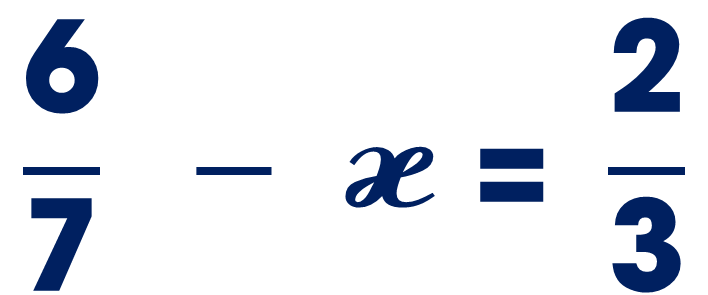 6/7 − æ = 2/3